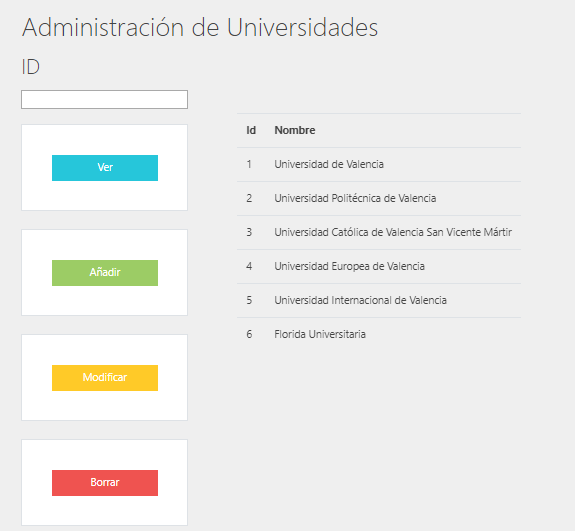 Administración de Universidades
ID
Ver
Añadir
Modificar
Borrar
Id Nombre
1 Universidad de Valencia
2 Universidad Politécnica de Valencia
3 Universidad Católica de Valencia San Vicente Mártir
4 Universidad Europea de Valencia
5 Universidad Internacional de Valencia
6 Florida Universitaria